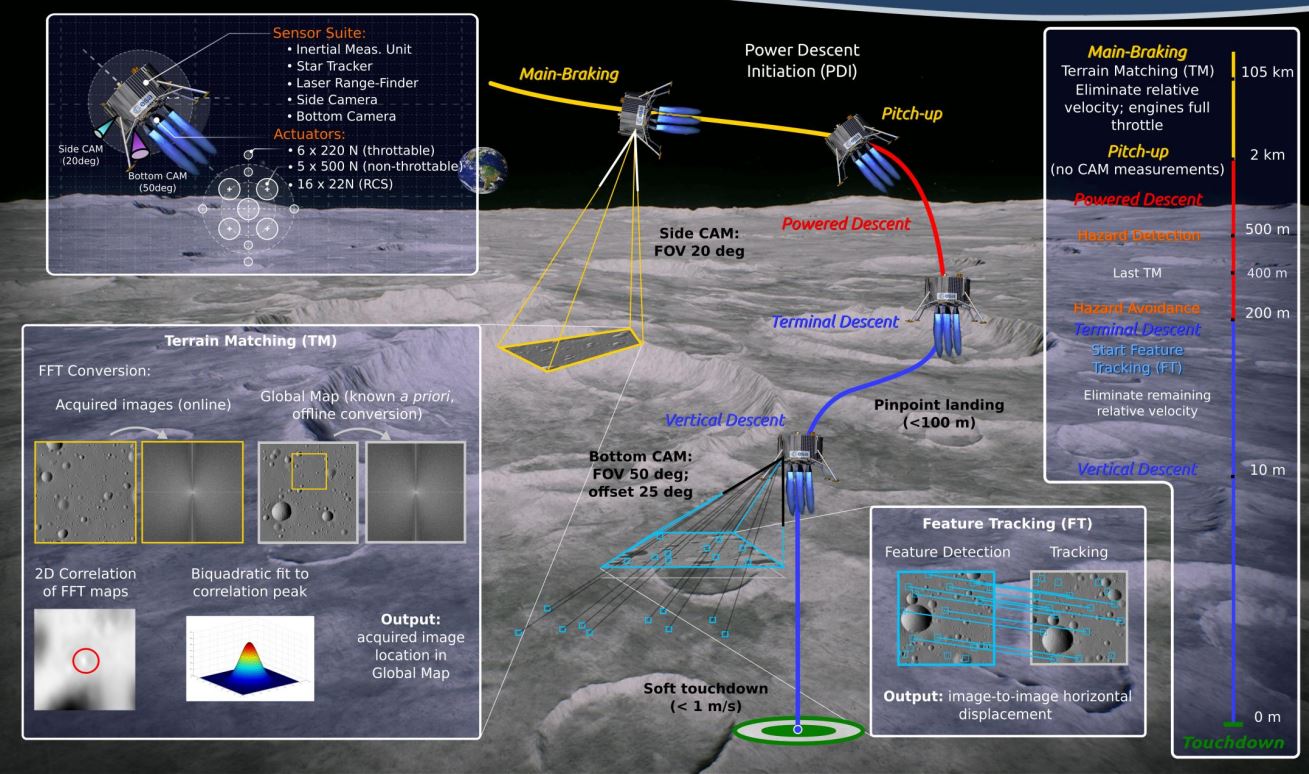 Sensor Suite:
• Inertial Meas. Unit
• Star Tracker
• Laser Range-Finder
• Side Camera
• Bottom Camera
Actuators:
• 6 x 220 N (throttable)
• 5 x 500 N (non-throttable)
• 16 x 22N (RCS)
Side CAM
(20deg)
Bottom CAM
(50deg)
esa
Main-Braking
Power Descent
Initiation (PDI)
Pitch-up
Side CAM:
FOV 20 deg
Powered Descent
Terminal Descent
Pinpoint landing
(<100 m)
Vertical Descent
Bottom CAM:
FOV 50 deg;
offset 25 deg
Soft touchdown
(< 1 m/s)
Terrain Matching (TM)
FFT Conversion:
Acquired images (online)
Global Map (known a priori,
offline conversion)
2D Correlation
of FFT maps
Biquadratic fit to
correlation peak
Output:
acquired image
location in
Global Map
Feature Tracking (FT)
Feature Detection
Tracking
Output: image-to-image horizontal
displacement
Main-Braking
Terrain Matching (TM)
105 km
Eliminate relative
velocity; engines full
throttle
Pitch-up
2 km
(no CAM measurements)
Powered Descent
Hazard Detection
500 m
Last TM
400 m
Hazard Avoidance
200 m
Terminal Descent
Start Feature
Tracking (FT)
Eliminate remaining
relative velocity
Vertical Descent
10 m
0 m
Touchdown